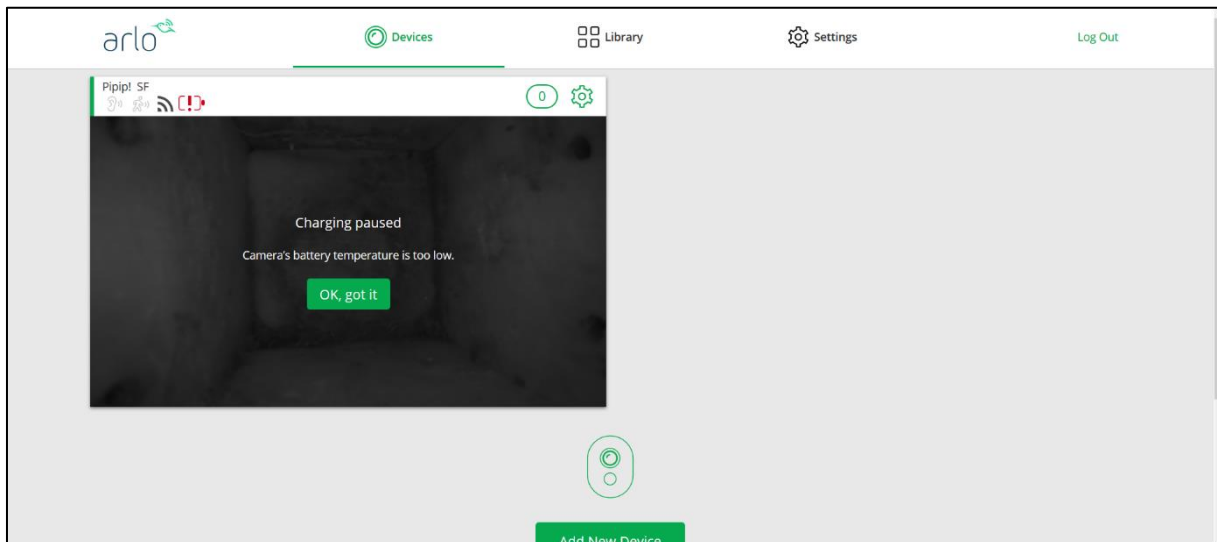 arlo
Devices
Library
Settings
Log Out
Pipip! SF
0
Charging paused
Camera's battery temperature is too low.
OK, got it
Add New Device